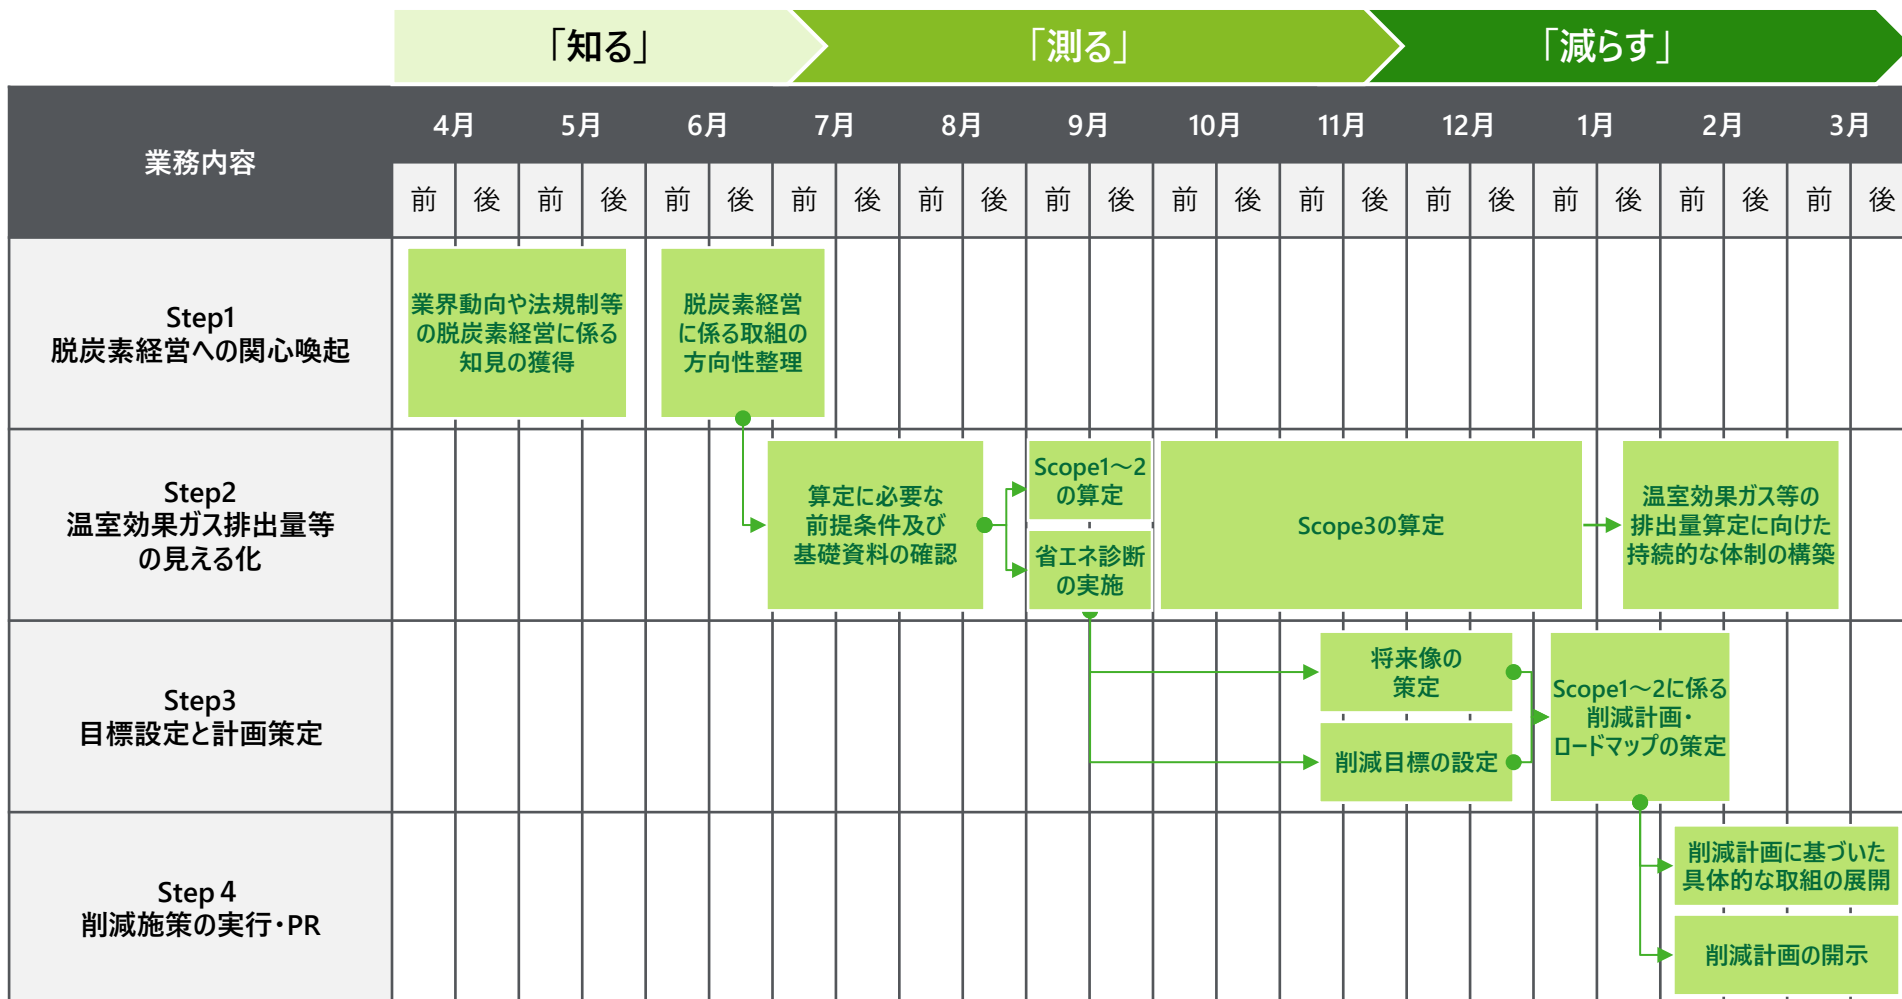 「知る」
「測る」
「減らす」
業務内容
4月 5月 6月 7月 8月 9月 10月 11月 12月 1月 2月 3月
前 後 前 後 前 後 前 後 前 後 前 後 前 後 前 後 前 後 前 後 前 後 前 後
Step1
脱炭素経営への関心喚起
業界動向や法規制等
の脱炭素経営に係る
知見の獲得
脱炭素経営
に係る取組の
方向性整理
Step2
温室効果ガス排出量等
の見える化
算定に必要な
前提条件及び
基礎資料の確認
Scope1～2
の算定
省エネ診断
の実施
Scope3の算定
温室効果ガス等の
排出量算定に向けた
持続的な体制の構築
Step3
目標設定と計画策定
将来像の
策定
削減目標の設定
Scope1～2に係る
削減計画・
ロードマップの策定
Step４
削減施策の実行・PR
削減計画に基づいた
具体的な取組の展開
削減計画の開示